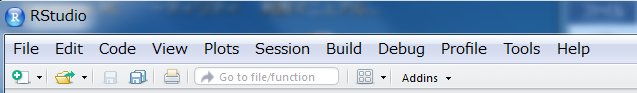 R RStudio
File Edit Code View Plots Session Build Debug Profile Tools Help
Go to file/function Addins